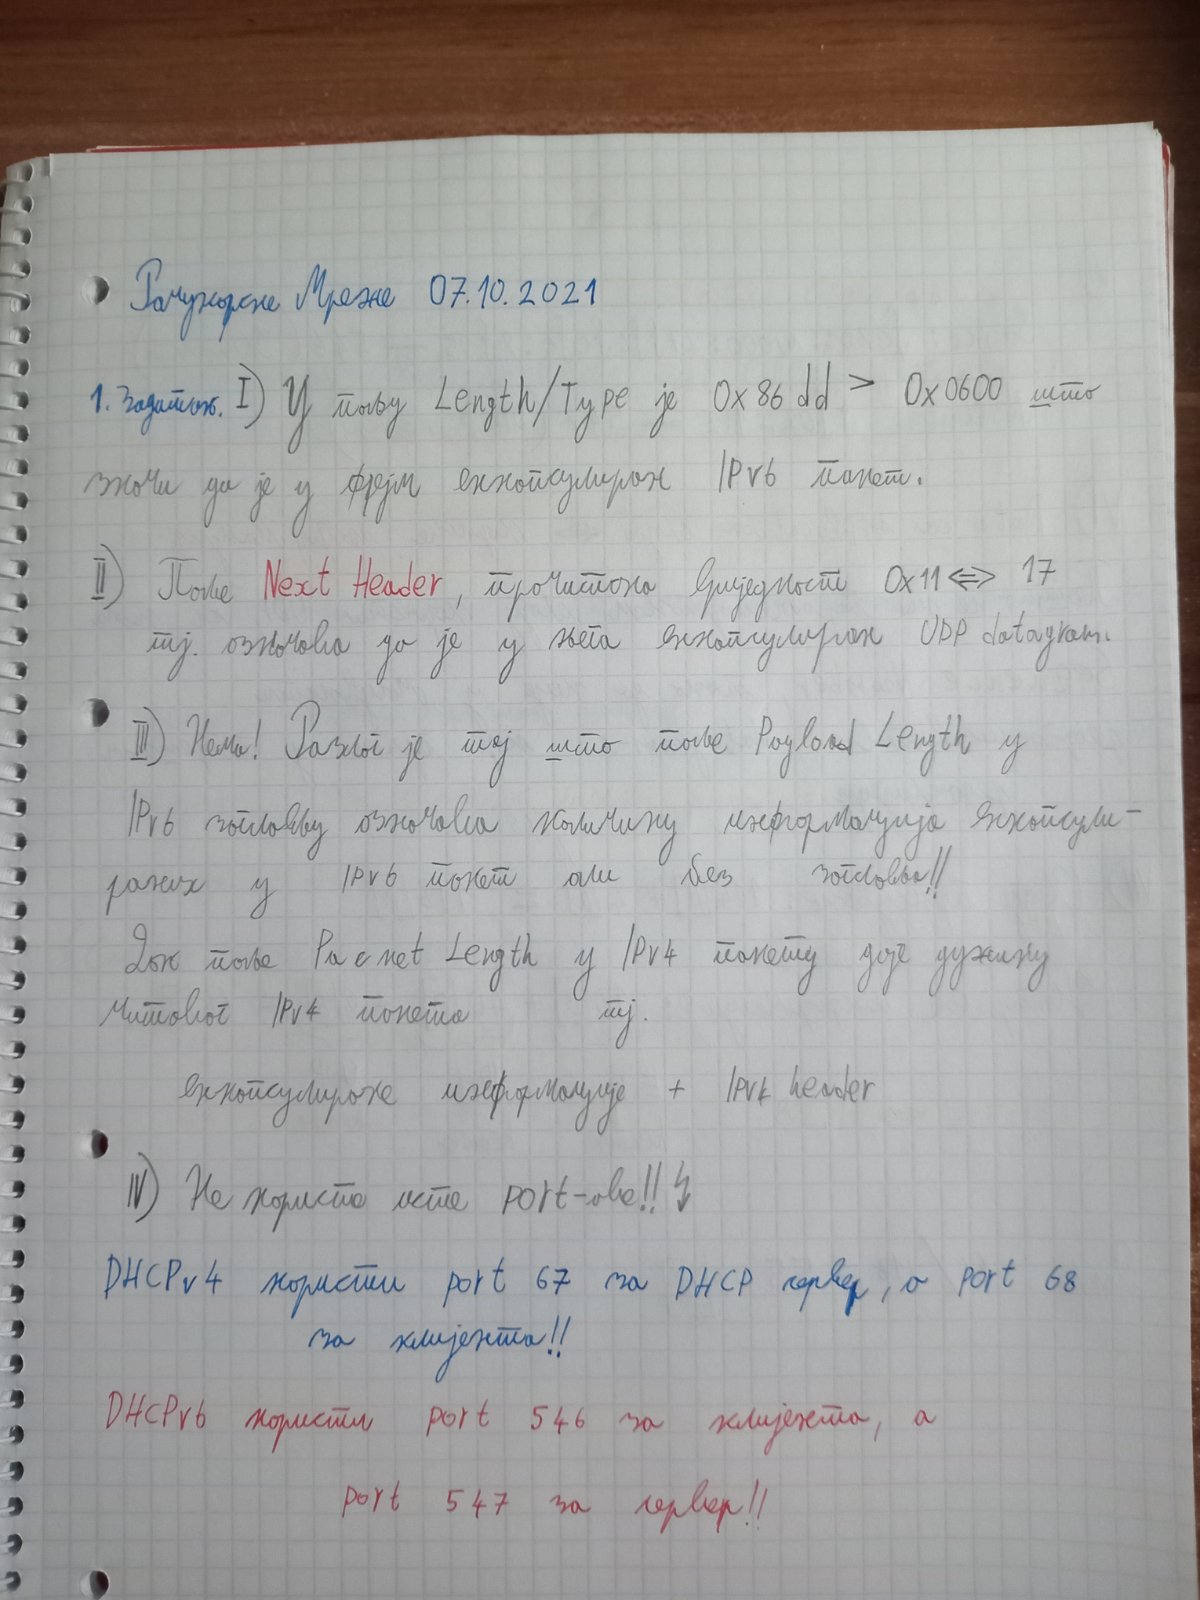 Рачунарске Мреже 07.10.2021
1. Задатак. I) У пољу Length/Type је 0x86dd > 0x0600 што
значи да је у фрејм енкапсулиран IPv6 пакет.
II) Поље Next Header, прочитана вриједност 0x11 <=> 17
тј. означава да је у њега енкапсулиран UDP datagram.
III) Нема! Разлог је тај што поље Payload Length у
IPv6 заглављу означава количину информација енкапсули-
раних у IPv6 пакет али без заглавља!!
Док поље Pacнet Length у IPv4 пакету даје дужину
читавог IPv4 пакета тј.
енкапсулиране информације + IPv4 header
IV) Не користе исте port-ове!!
DHCPv4 користи port 67 за DHCP сервер, а port 68
за клијента!!
DHCPv6 користи port 546 за клијента, а
port 547 за сервер!!